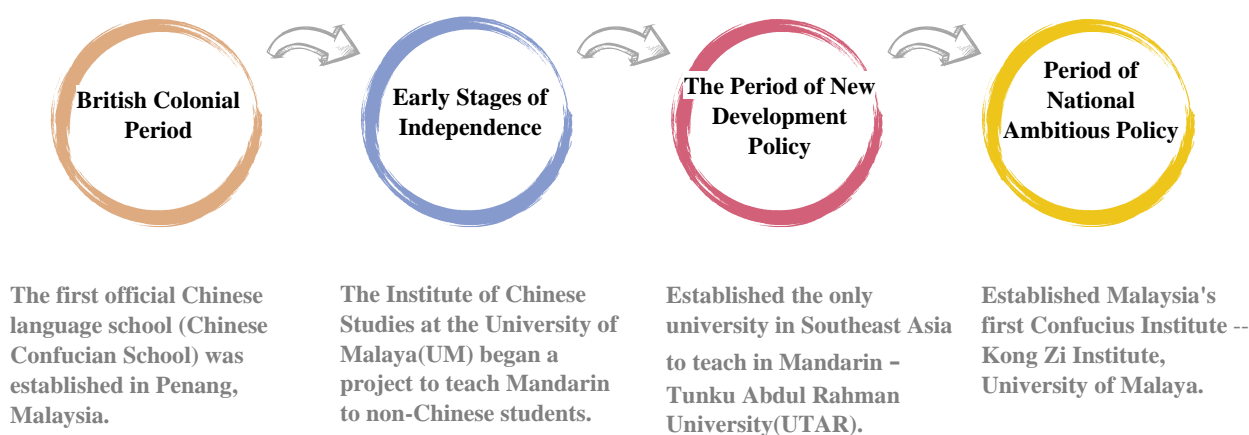 British Colonial
Period
Early Stages of
Independence
The Period of New
Development
Policy
Period of
National
Ambitious Policy
The first official Chinese
language school (Chinese
Confucian School) was
established in Penang,
Malaysia.
The Institute of Chinese
Studies at the University of
Malaya(UM) began a
project to teach Mandarin
to non-Chinese students.
Established the only
university in Southeast Asia
to teach in Mandarin –
Tunku Abdul Rahman
University(UTAR).
Established Malaysia's
first Confucius Institute --
Kong Zi Institute,
University of Malaya.